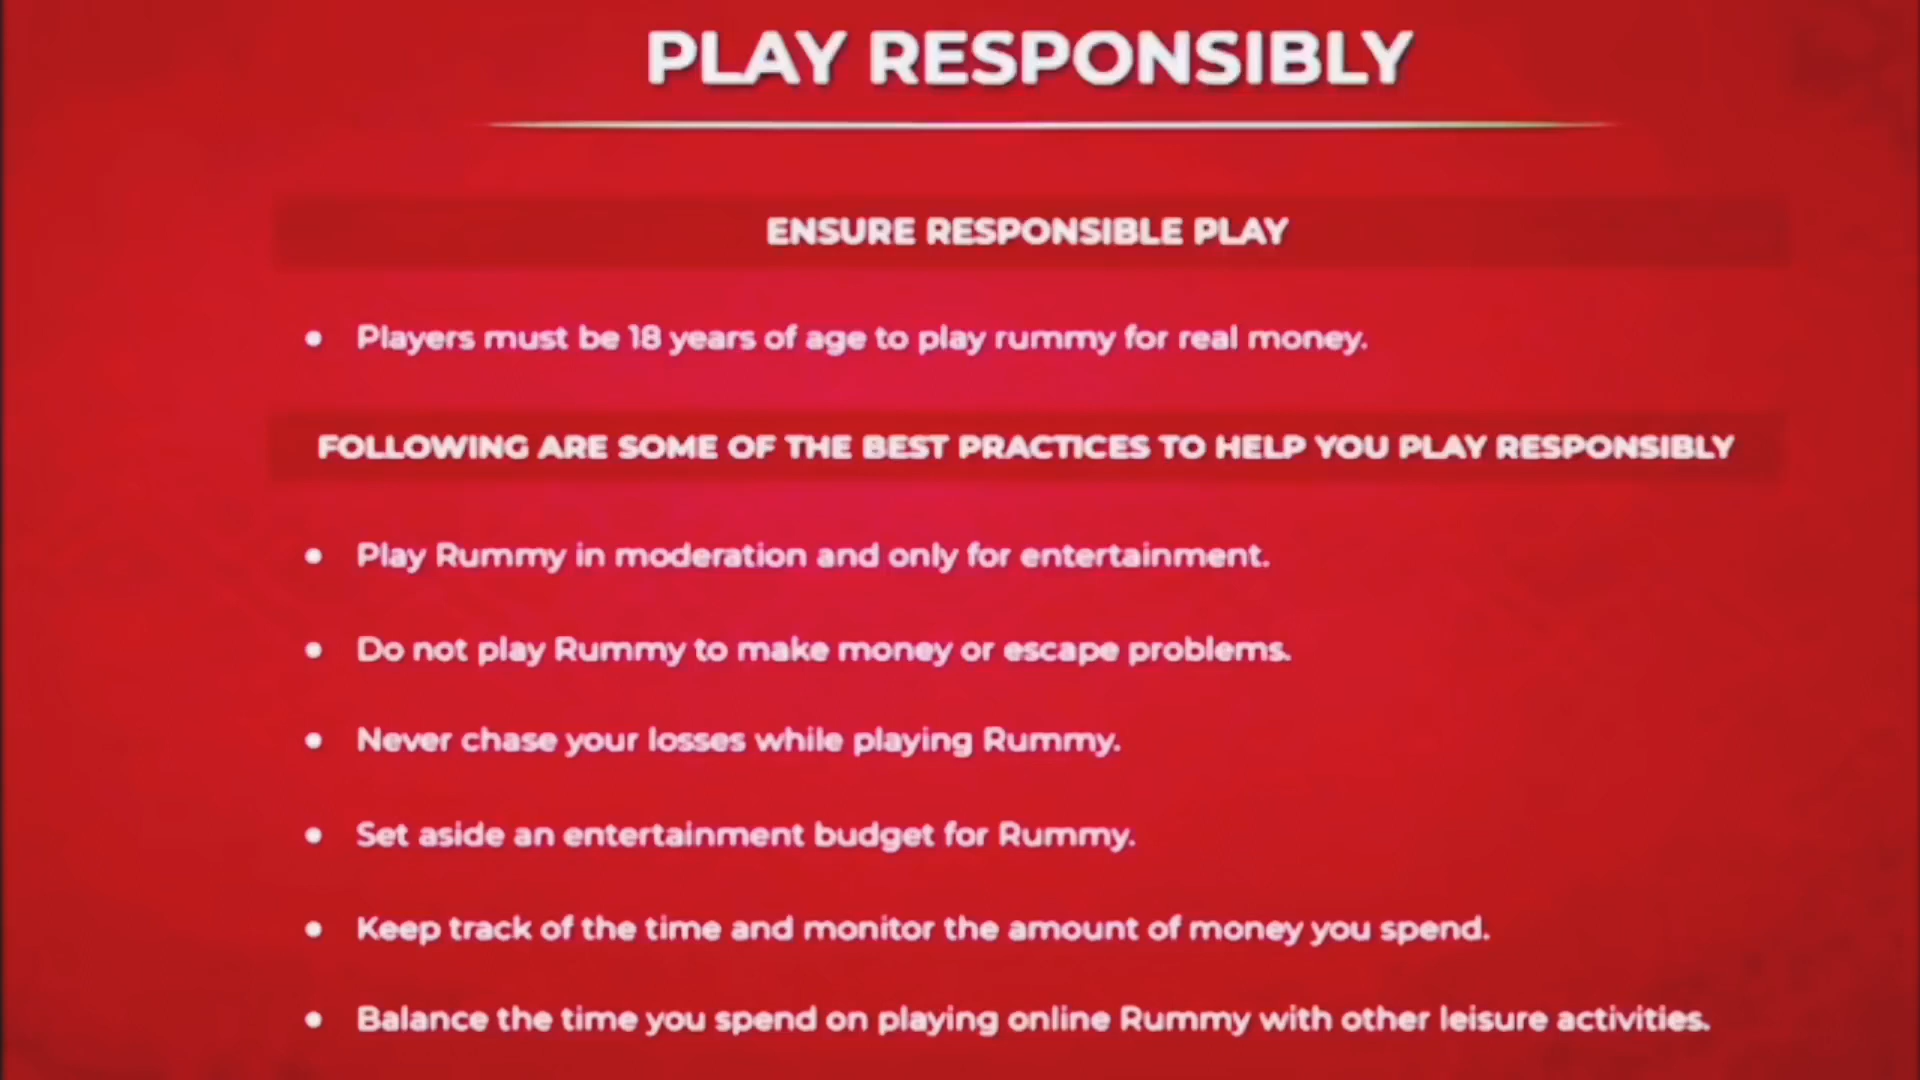 PLAY RESPONSIBLY
ENSURE RESPONSIBLE PLAY
• Players must be 18 years of age to play rummy for real money.
FOLLOWING ARE SOME OF THE BEST PRACTICES TO HELP YOU PLAY RESPONSIBLY
• Play Rummy in moderation and only for entertainment.
• Do not play Rummy to make money or escape problems.
• Never chase your losses while playing Rummy.
• Set aside an entertainment budget for Rummy.
• Keep track of the time and monitor the amount of money you spend.
• Balance the time you spend on playing online Rummy with other leisure activities.